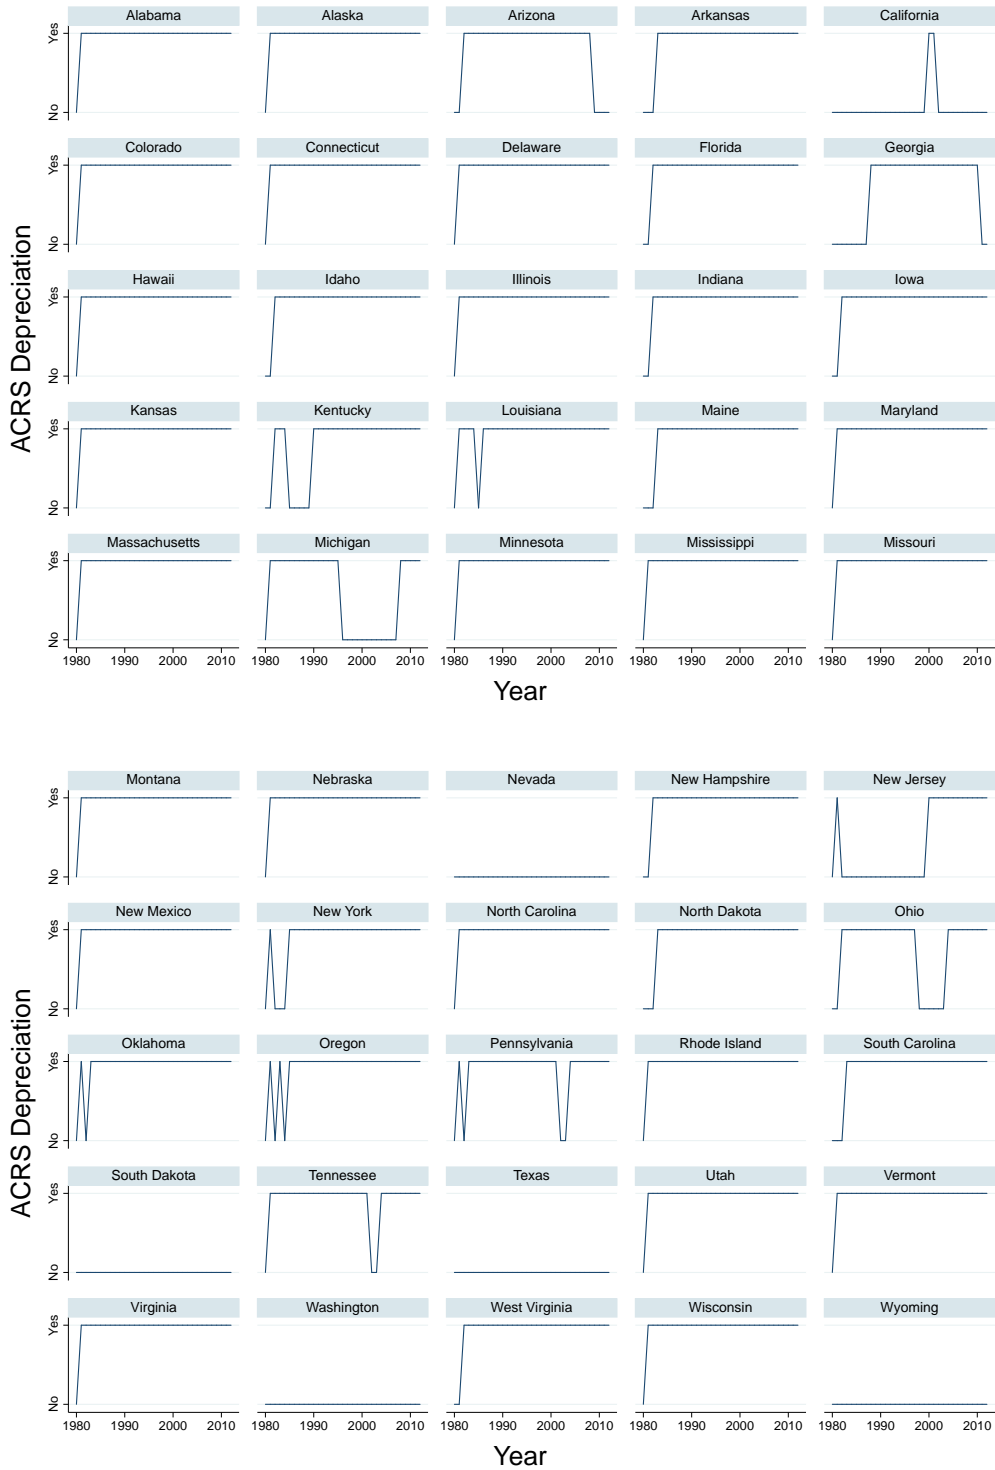 ACRS Depreciation
Alabama Alaska Arizona Arkansas California
Yes
No
Colorado Connecticut Delaware Florida Georgia
Yes
No
Hawaii Idaho Illinois Indiana Iowa
Yes
No
Kansas Kentucky Louisiana Maine Maryland
Yes
No
Massachusetts Michigan Minnesota Mississippi Missouri
Yes
No
1980 1990 2000 2010 1980 1990 2000 2010 1980 1990 2000 2010 1980 1990 2000 2010 1980 1990 2000 2010
Year
ACRS Depreciation
Montana Nebraska Nevada New Hampshire New Jersey
Yes
No
New Mexico New York North Carolina North Dakota Ohio
Yes
No
Oklahoma Oregon Pennsylvania Rhode Island South Carolina
Yes
No
South Dakota Tennessee Texas Utah Vermont
Yes
No
Virginia Washington West Virginia Wisconsin Wyoming
Yes
No
1980 1990 2000 2010 1980 1990 2000 2010 1980 1990 2000 2010 1980 1990 2000 2010 1980 1990 2000 2010
Year